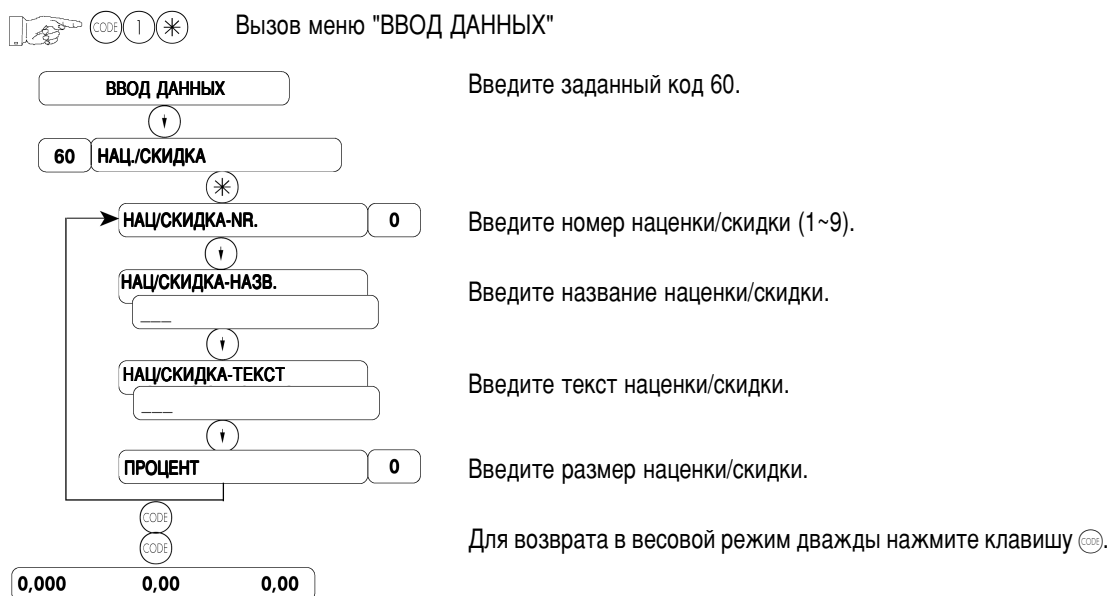 CODE 1 * Вызов меню "ВВОД ДАННЫХ"
ВВОД ДАННЫХ Введите заданный код 60.
60 НАЦ./СКИДКА
*
НАЦ/СКИДКА-NR. 0 Введите номер наценки/скидки (1~9).
НАЦ/СКИДКА-НАЗВ.
___ Введите название наценки/скидки.
НАЦ/СКИДКА-ТЕКСТ
___ Введите текст наценки/скидки.
ПРОЦЕНТ 0 Введите размер наценки/скидки.
CODE
CODE Для возврата в весовой режим дважды нажмите клавишу CODE.
0,000 0,00 0,00